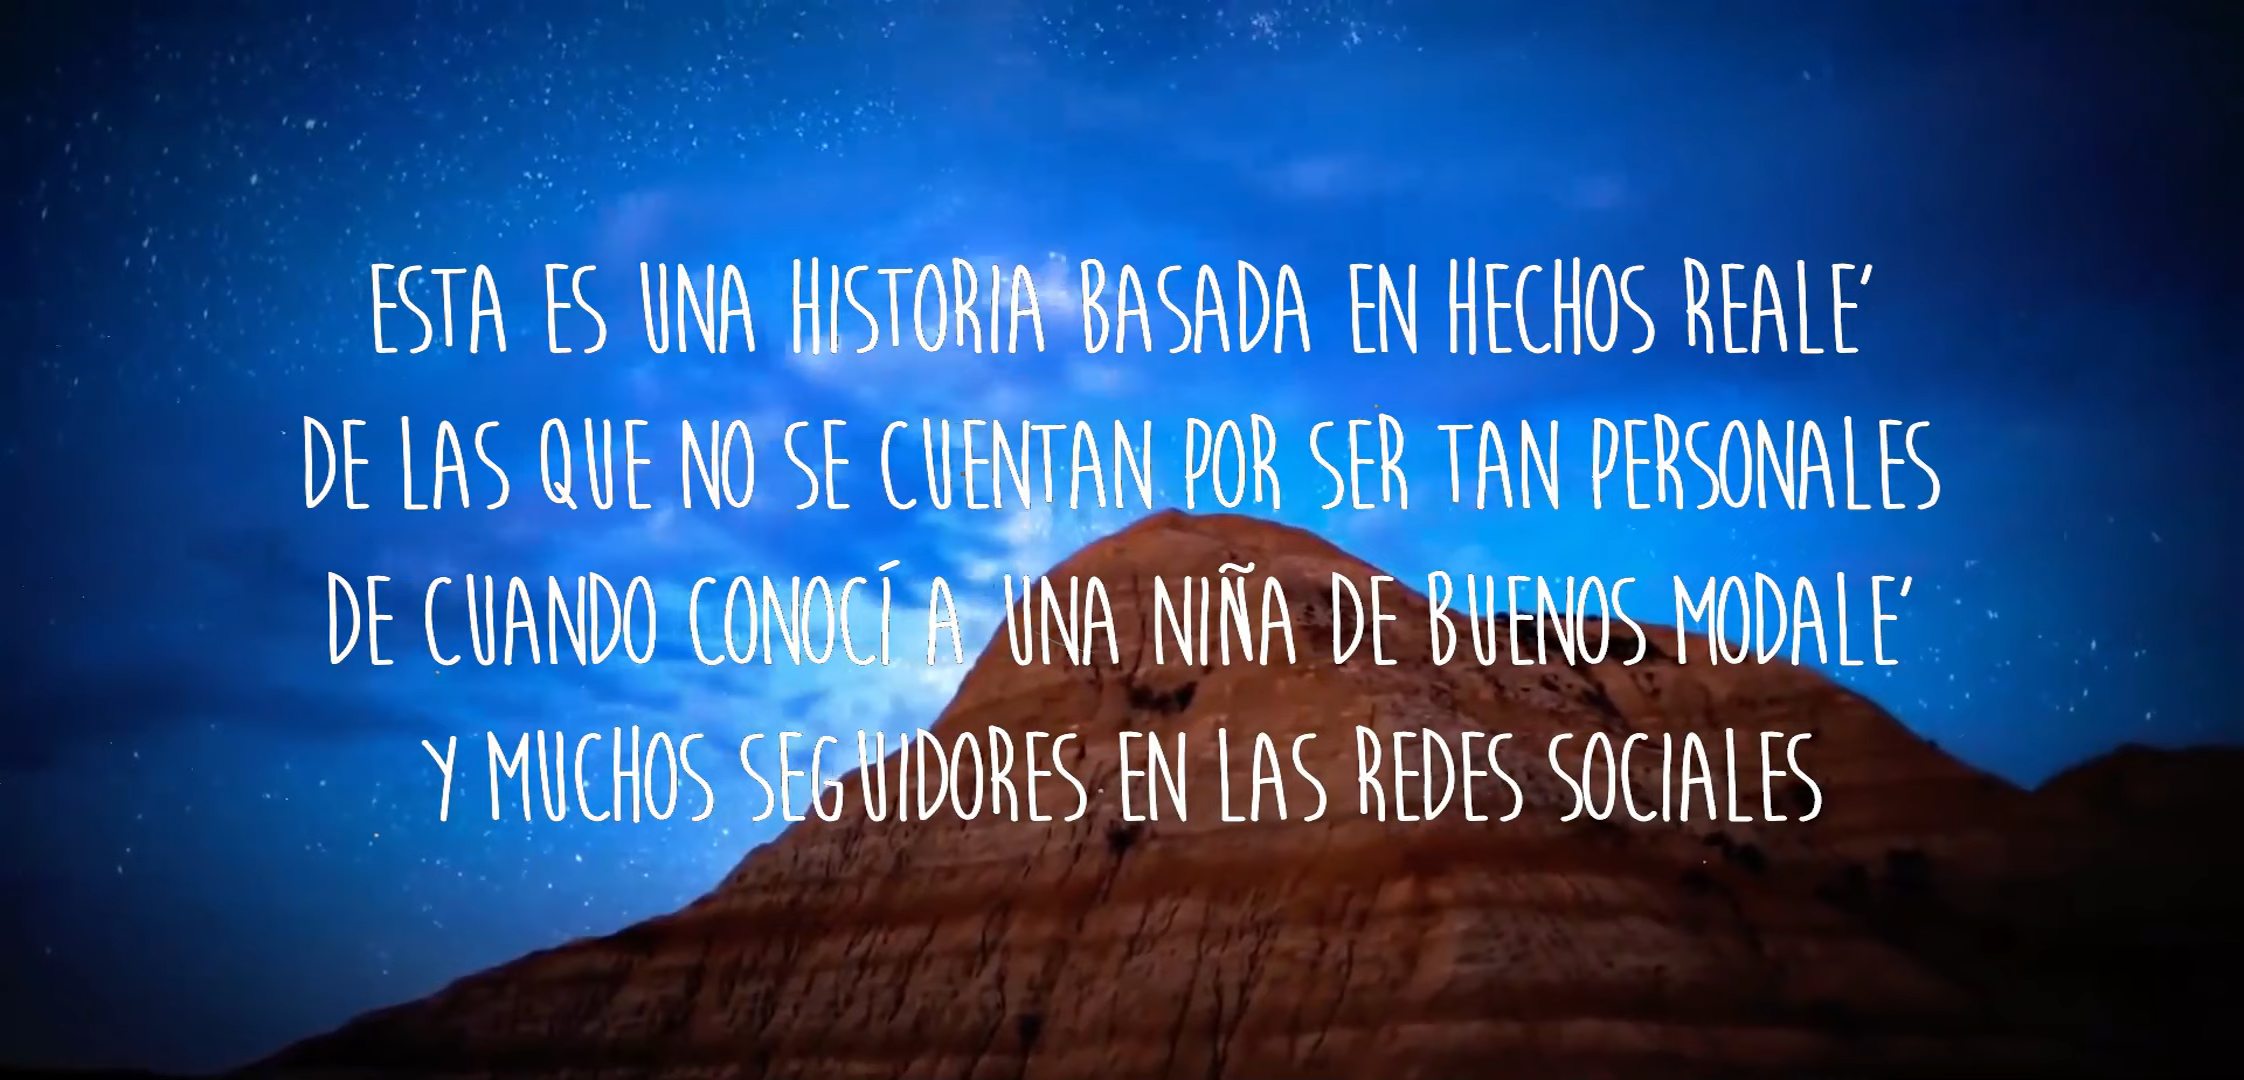 ESTA ES UNA HISTORIA BASADA EN HECHOS REALE'
DE LAS QUE NO SE CUENTAN POR SER TAN PERSONALES
DE CUANDO CONOCÍ A UNA NIÑA DE BUENOS MODALE'
Y MUCHOS SEGUIDORES EN LAS REDES SOCIALES